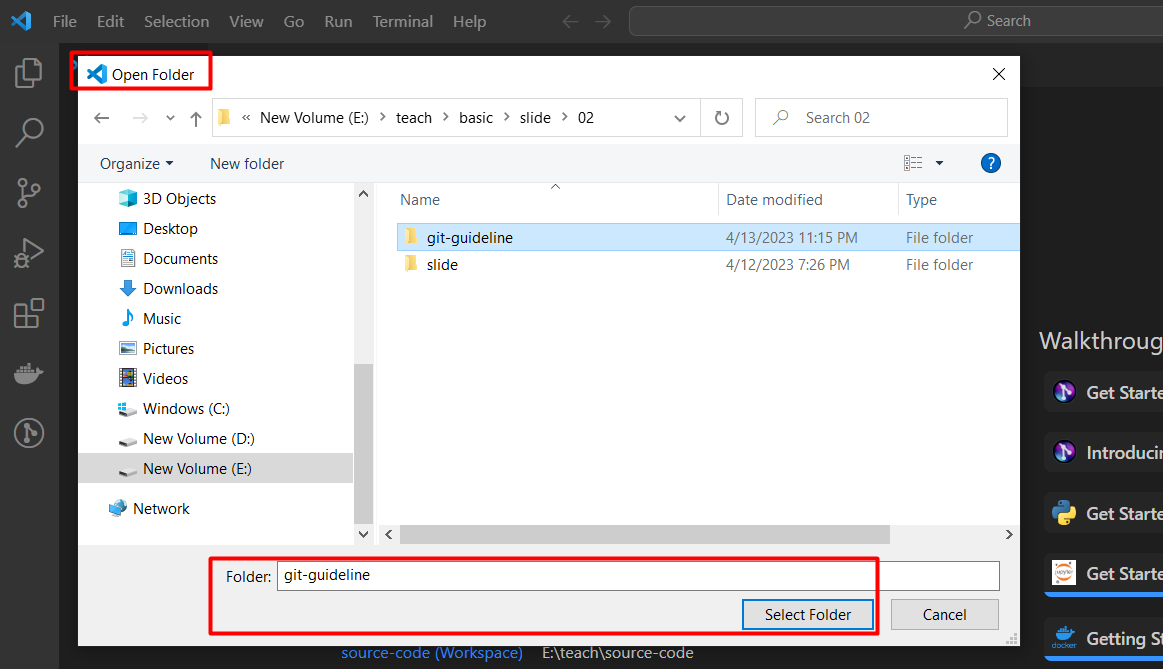 File Edit Selection View Go Run Terminal Help Search
Open Folder
« New Volume (E:) > teach > basic > slide > 02 Search 02
Organize New folder ?
Name Date modified Type
3D Objects
Desktop
Documents
Downloads
Music
Pictures
Videos
Windows (C:)
New Volume (D:)
New Volume (E:)
Network
git-guideline 4/13/2023 11:15 PM File folder
slide 4/12/2023 7:26 PM File folder
Folder: git-guideline
Select Folder Cancel
Walkthroug
Get Starte
Introducin
Get Starte
jupyter Get Starte
docker Getting St
source-code (Workspace) E:\teach\source-code